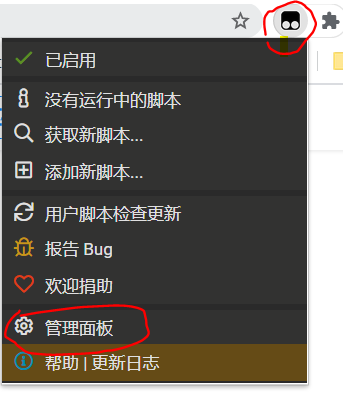 已启用
没有运行中的脚本
获取新脚本...
添加新脚本...
用户脚本检查更新
报告 Bug
欢迎捐助
管理面板
帮助 | 更新日志